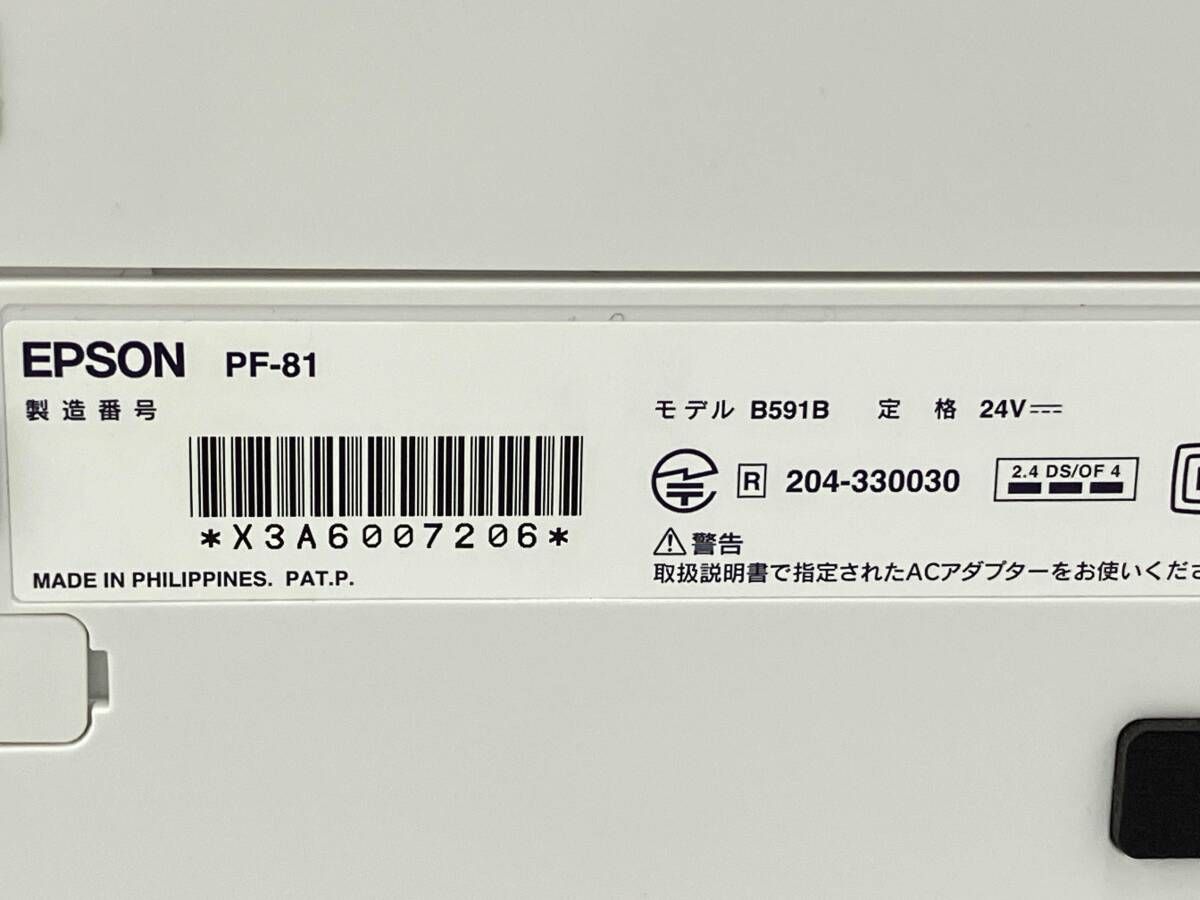 EPSON PF-81
製造番号
*X3A6007206*
MADE IN PHILIPPINES. PAT.P.
モデル B591B 定格 24V
R 204-330030 2.4 DS/OF 4
警告
取扱説明書で指定されたACアダプターをお使いくださ